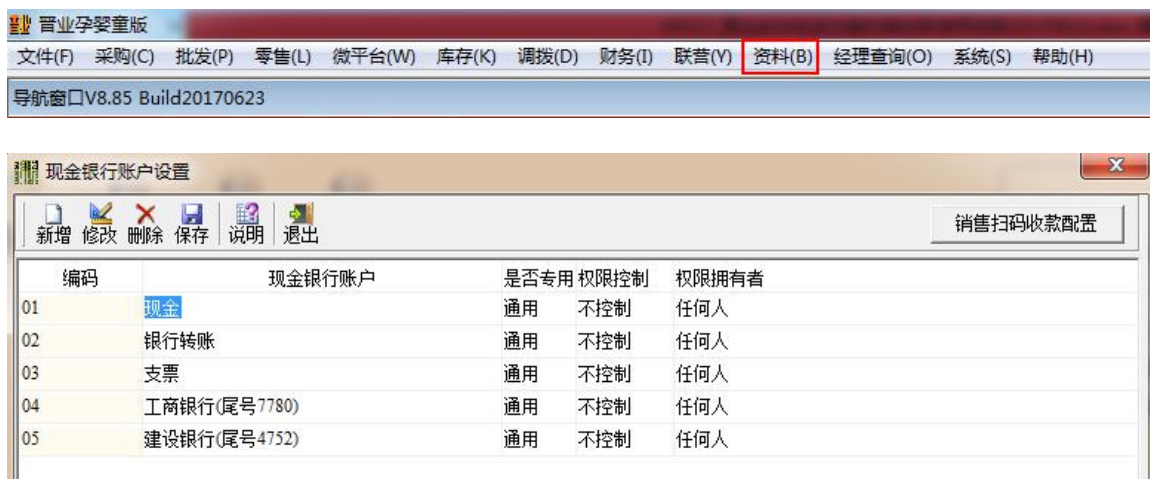 晋业孕婴童版
文件(F) 采购(C) 批发(P) 零售(L) 微平台(W) 库存(K) 调拨(D) 财务(I) 联营(Y) 资料(B) 经理查询(O) 系统(S) 帮助(H)
导航窗口V8.85 Build20170623
现金银行账户设置
新增 修改 删除 保存 说明 退出 销售扫码收款配置
编码 现金银行账户 是否专用 权限控制 权限拥有者
01 现金 通用 不控制 任何人
02 银行转账 通用 不控制 任何人
03 支票 通用 不控制 任何人
04 工商银行(尾号7780) 通用 不控制 任何人
05 建设银行(尾号4752) 通用 不控制 任何人